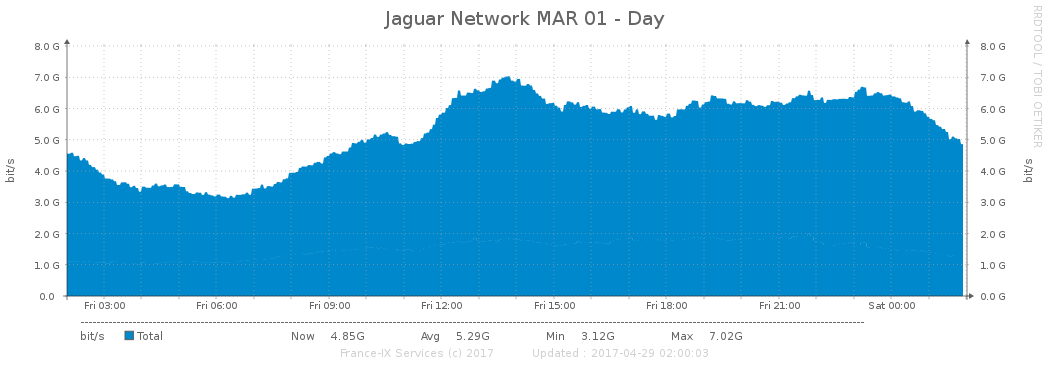 Jaguar Network MAR 01 - Day
RRDTOOL / TOBI OETIKER
bit/s
8.0 G
7.0 G
6.0 G
5.0 G
4.0 G
3.0 G
2.0 G
1.0 G
0.0
8.0 G
7.0 G
6.0 G
5.0 G
4.0 G
3.0 G
2.0 G
1.0 G
0.0 G
bit/s
Fri 03:00 Fri 06:00 Fri 09:00 Fri 12:00 Fri 15:00 Fri 18:00 Fri 21:00 Sat 00:00
bit/s Total Now 4.85G Avg 5.29G Min 3.12G Max 7.02G
France-IX Services (c) 2017 Updated : 2017-04-29 02:00:03